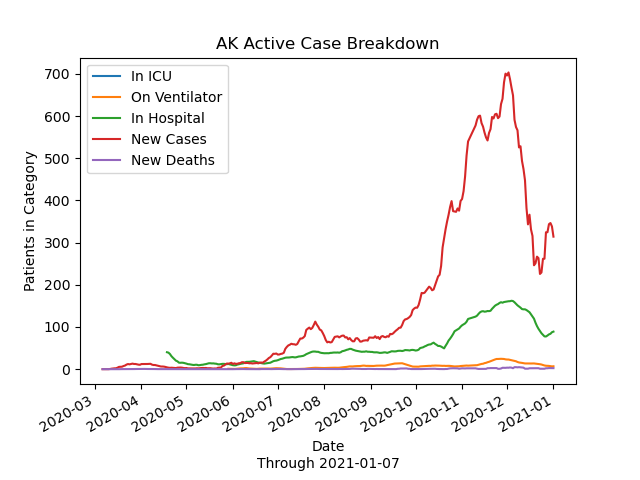 AK Active Case Breakdown
In ICU
On Ventilator
In Hospital
New Cases
New Deaths
Patients in Category
700
600
500
400
300
200
100
0
2020-03
2020-04
2020-05
2020-06
2020-07
2020-08
2020-09
2020-10
2020-11
2020-12
2021-01
Date
Through 2021-01-07